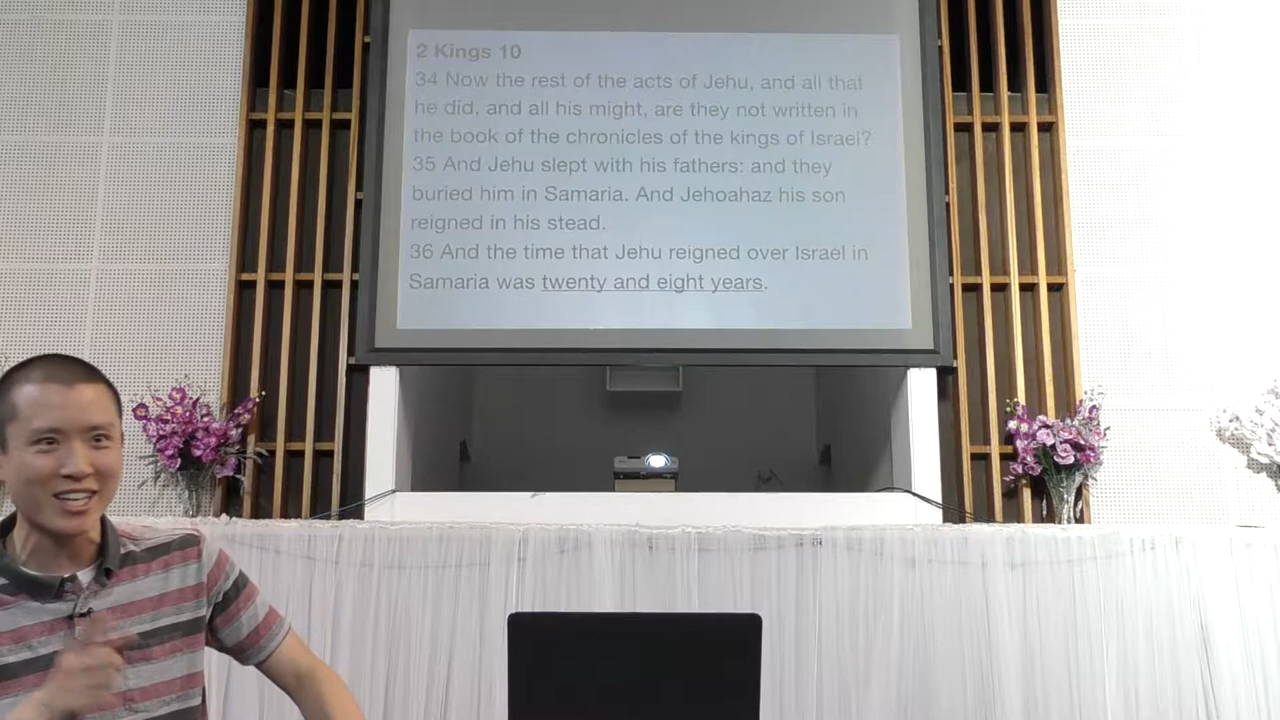 2 Kings 10
34 Now the rest of the acts of Jehu, and all that
he did, and all his might, are they not written in
the book of the chronicles of the kings of Israel?
35 And Jehu slept with his fathers: and they
buried him in Samaria. And Jehoahaz his son
reigned in his stead.
36 And the time that Jehu reigned over Israel in
Samaria was twenty and eight years.